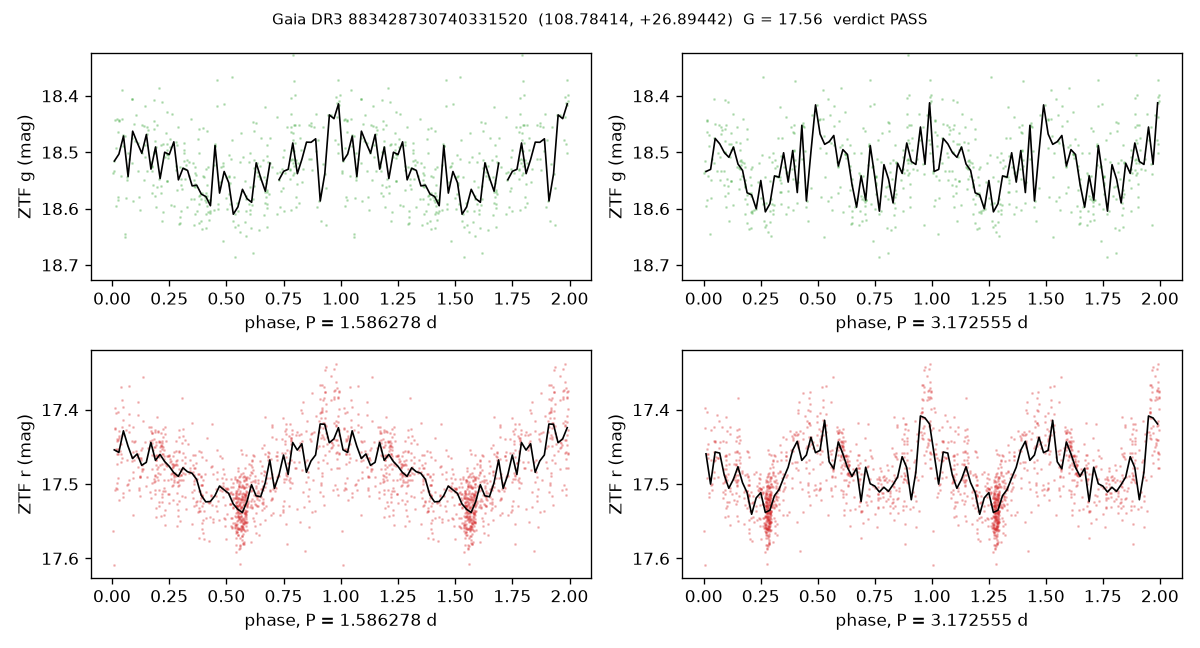 Gaia DR3 883428730740331520 (108.78414, +26.89442) G = 17.56 verdict PASS
ZTF g (mag)
18.4
18.5
18.6
18.7
0.00 0.25 0.50 0.75 1.00 1.25 1.50 1.75 2.00
phase, P = 1.586278 d
ZTF g (mag)
18.4
18.5
18.6
18.7
0.00 0.25 0.50 0.75 1.00 1.25 1.50 1.75 2.00
phase, P = 3.172555 d
ZTF r (mag)
17.4
17.5
17.6
0.00 0.25 0.50 0.75 1.00 1.25 1.50 1.75 2.00
phase, P = 1.586278 d
ZTF r (mag)
17.4
17.5
17.6
0.00 0.25 0.50 0.75 1.00 1.25 1.50 1.75 2.00
phase, P = 3.172555 d